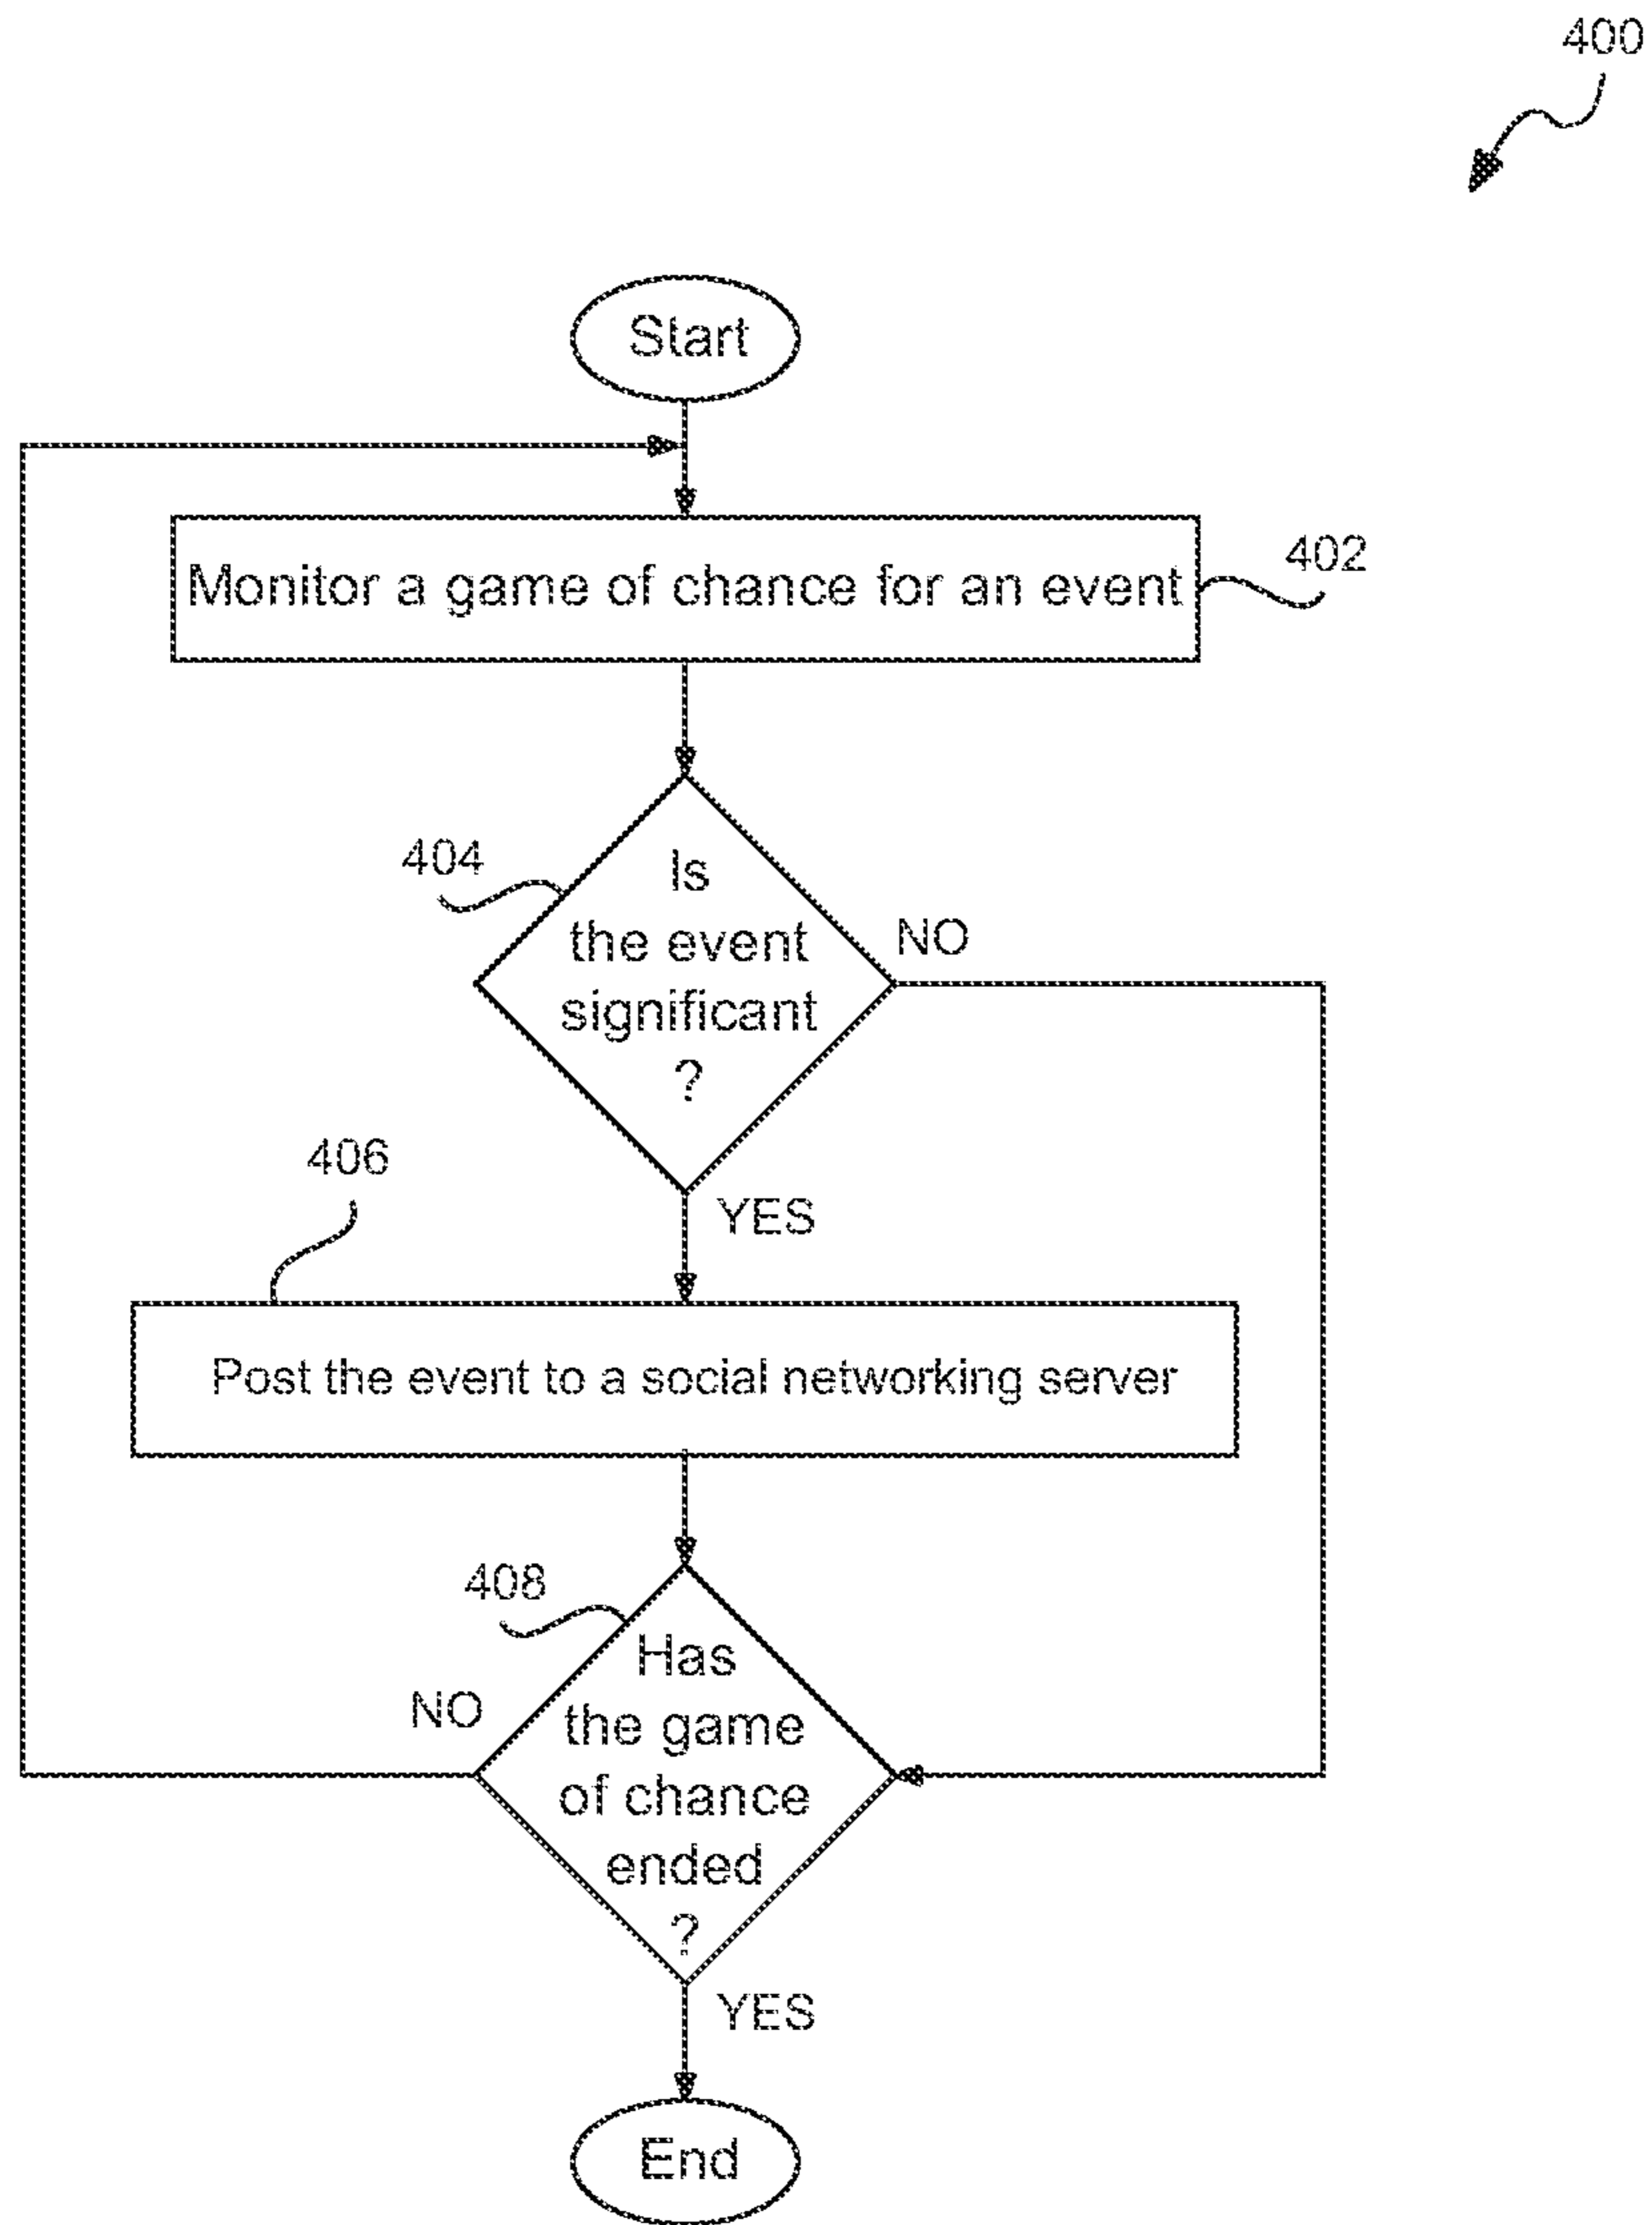 400
Start
Monitor a game of chance for an event
402
404
Is
the event
significant
?
NO
YES
406
Post the event to a social networking server
408
Has
the game
of chance
ended
?
NO
YES
End